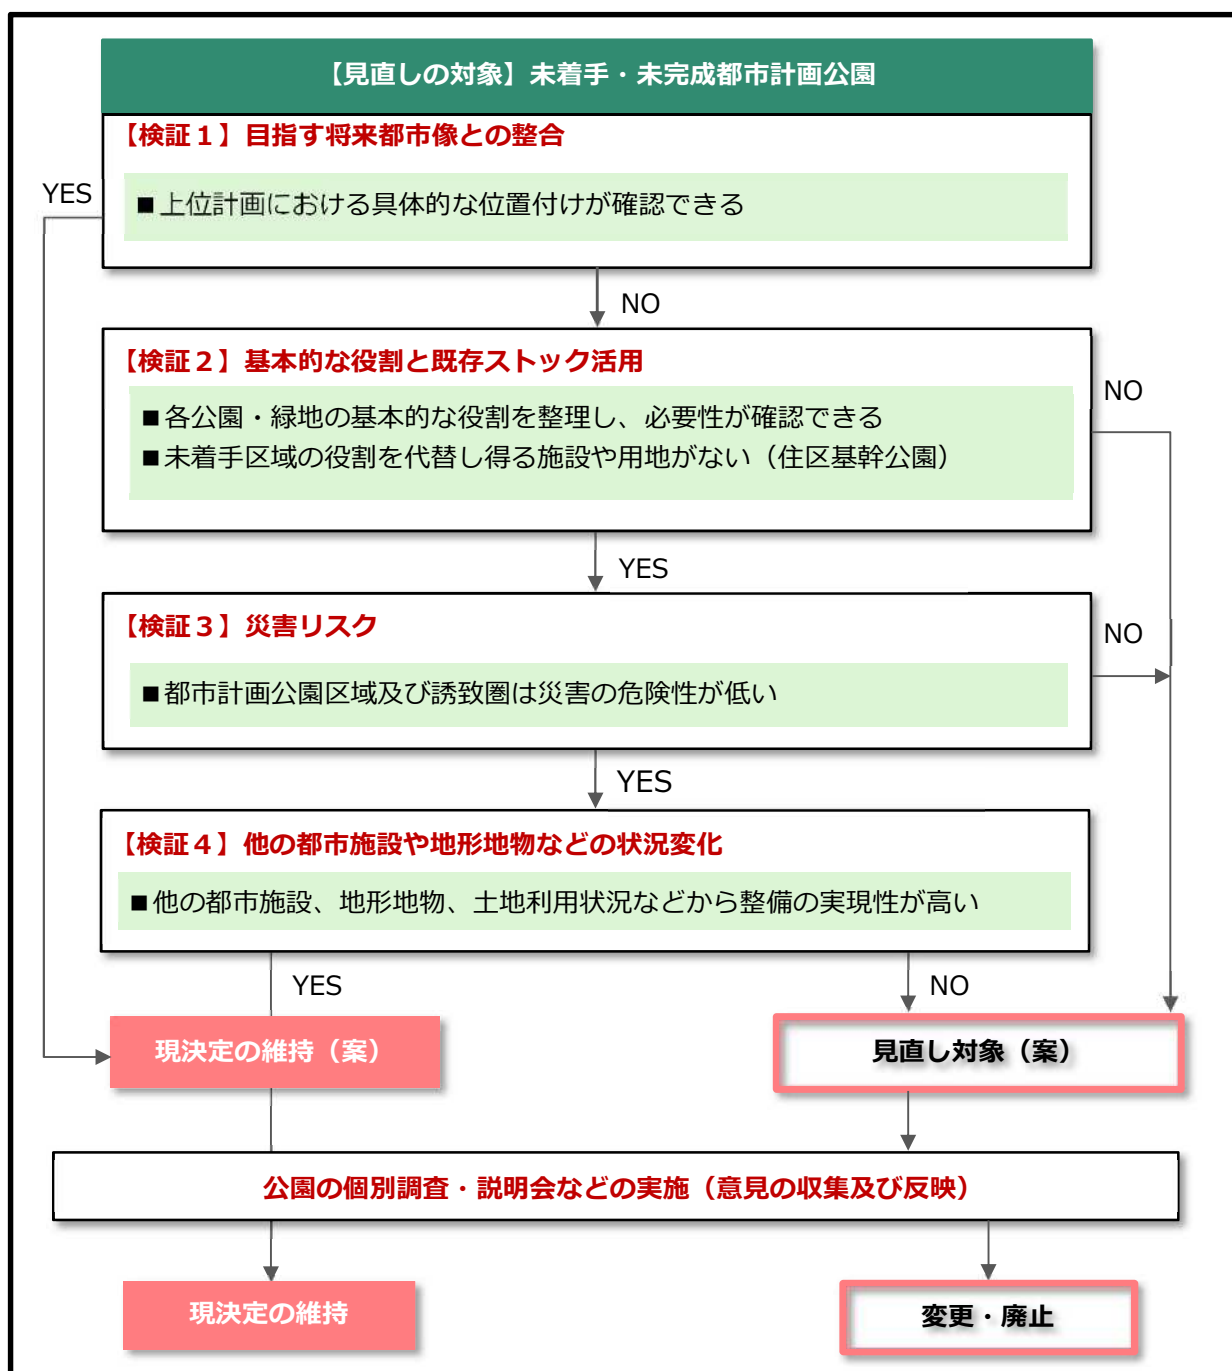 【見直しの対象】未着手・未完成都市計画公園
【検証１】目指す将来都市像との整合
YES
■上位計画における具体的な位置付けが確認できる
NO
【検証２】基本的な役割と既存ストック活用
NO
■各公園・緑地の基本的な役割を整理し、必要性が確認できる
■未着手区域の役割を代替し得る施設や用地がない（住区基幹公園）
YES
【検証３】災害リスク
NO
■都市計画公園区域及び誘致圏は災害の危険性が低い
YES
【検証４】他の都市施設や地形地物などの状況変化
■他の都市施設、地形地物、土地利用状況などから整備の実現性が高い
YES
NO
現決定の維持（案）
見直し対象（案）
公園の個別調査・説明会などの実施（意見の収集及び反映）
現決定の維持
変更・廃止